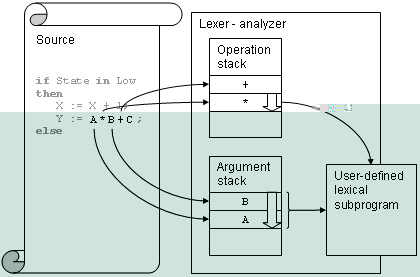 Lexer - analyzer
Source
if State in Low
then
X := X + 1;
Y := A * B + C ;
else
Operation
stack
+
*
Argument
stack
B
A
User-defined
lexical
subprogram